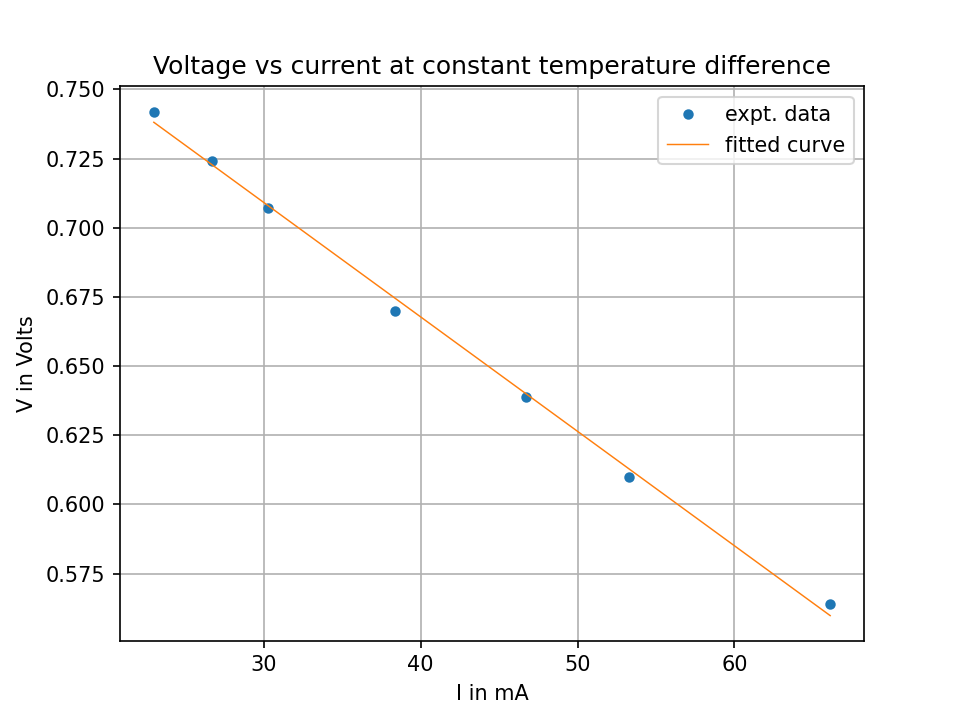 Voltage vs current at constant temperature difference
expt. data
fitted curve
0.750
0.725
0.700
0.675
0.650
0.625
0.600
0.575
V in Volts
30
40
50
60
I in mA